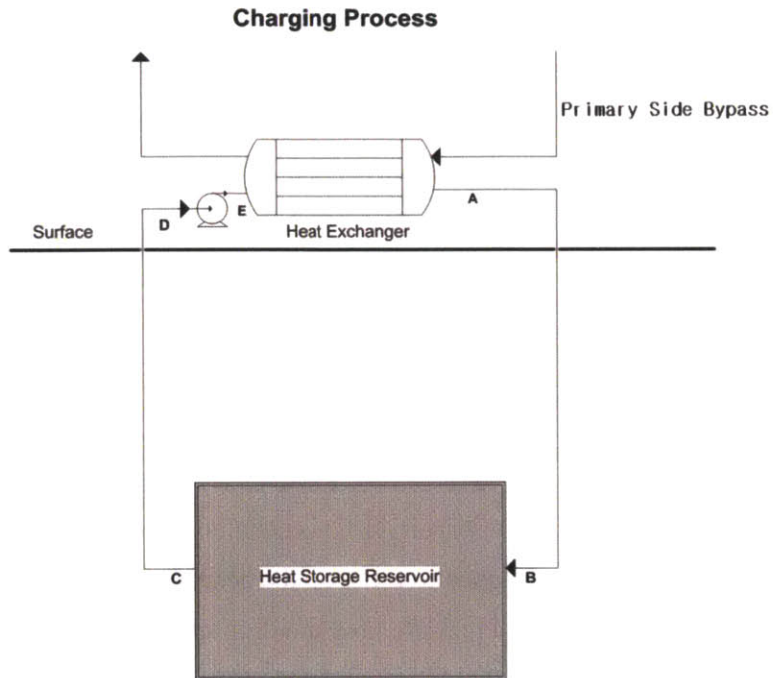 Charging Process
Primary Side Bypass
A
E
D
Surface
Heat Exchanger
C
Heat Storage Reservoir
B